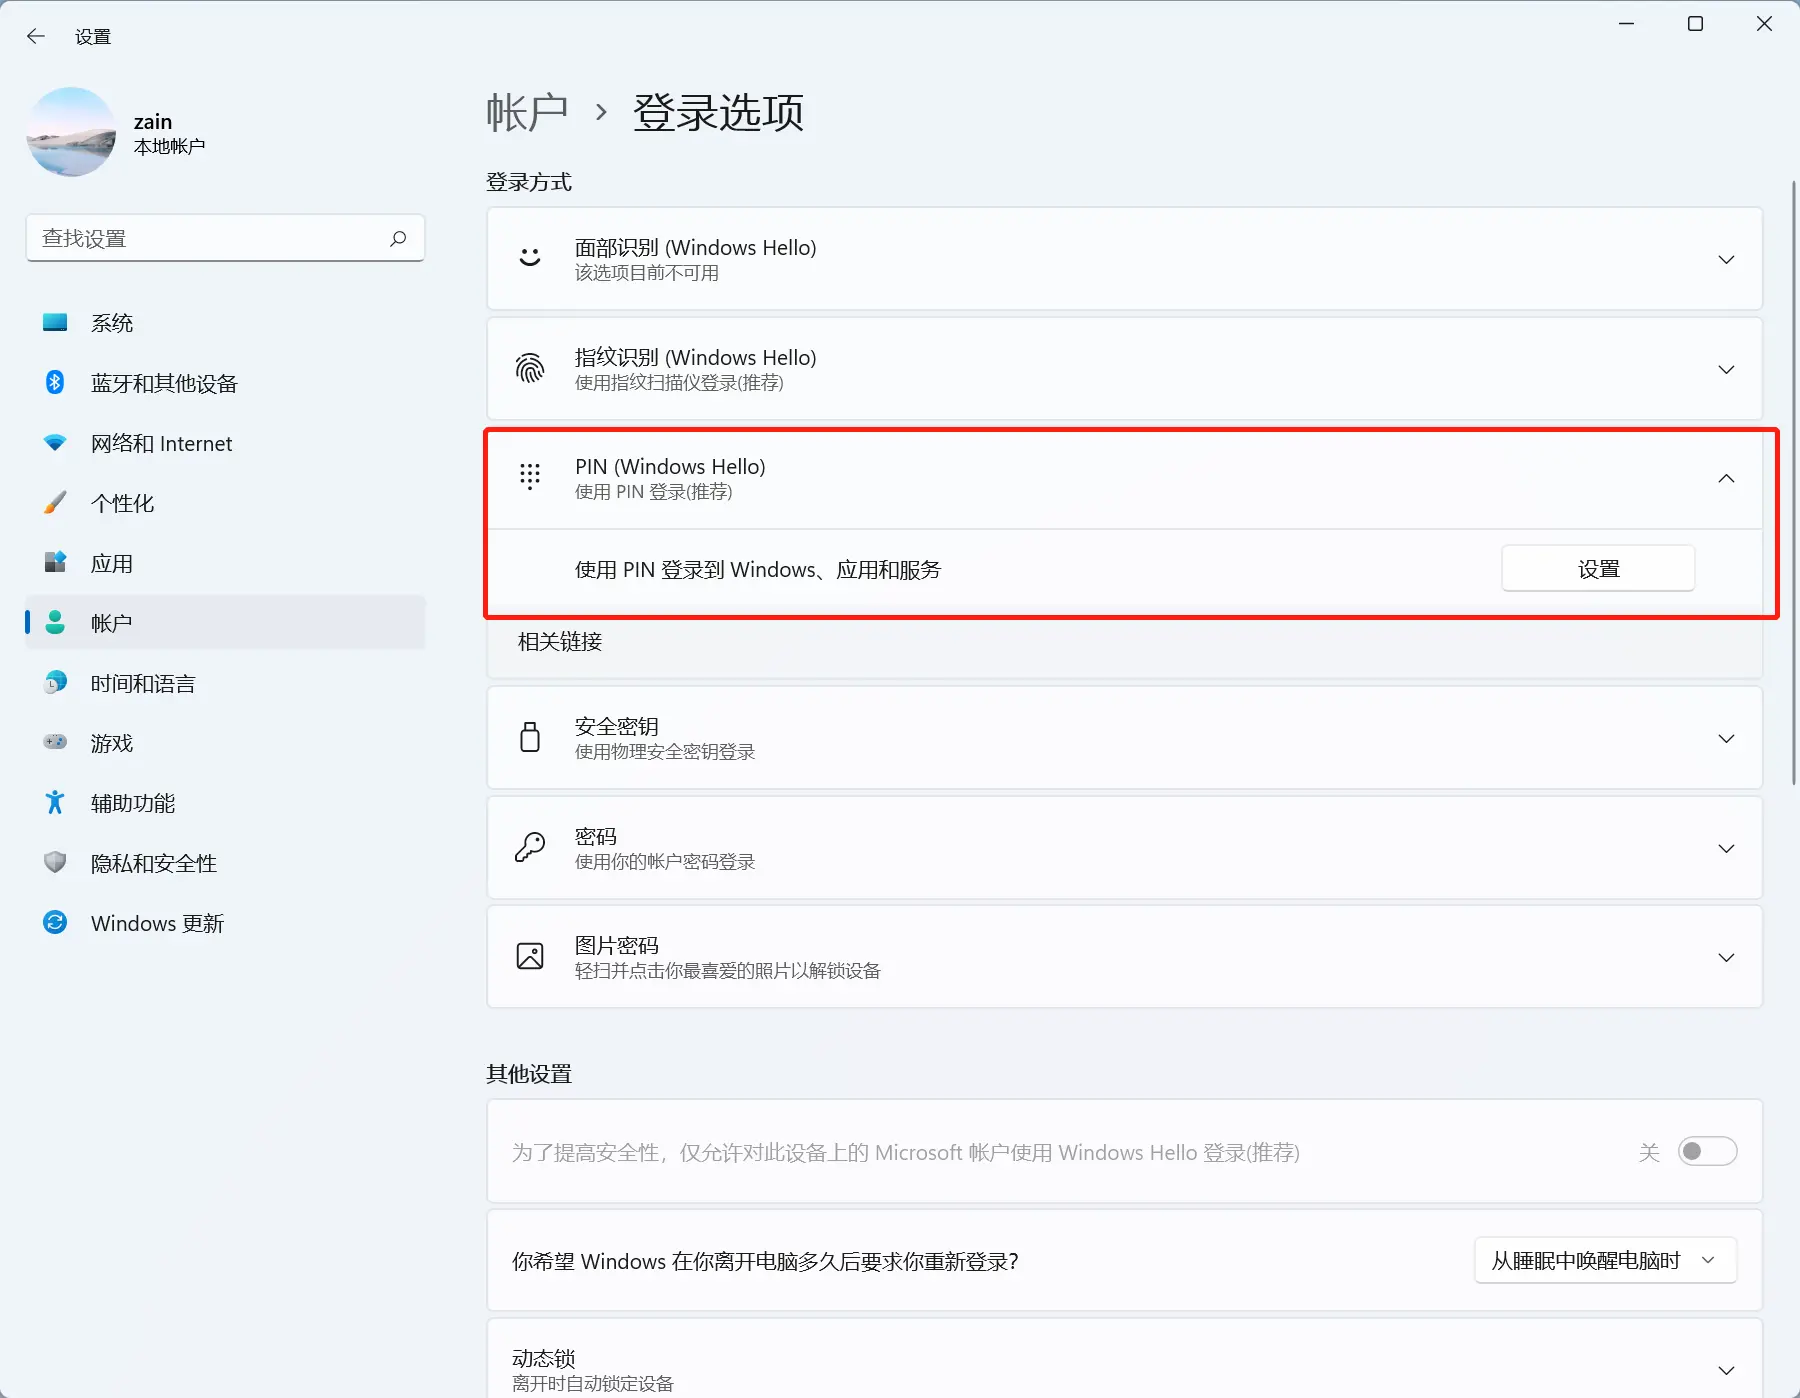 设置
zain
本地帐户
查找设置
系统
蓝牙和其他设备
网络和 Internet
个性化
应用
帐户
时间和语言
游戏
辅助功能
隐私和安全性
Windows 更新
帐户 › 登录选项
登录方式
面部识别 (Windows Hello)
该选项目前不可用
指纹识别 (Windows Hello)
使用指纹扫描仪登录(推荐)
PIN (Windows Hello)
使用 PIN 登录(推荐)
使用 PIN 登录到 Windows、应用和服务
设置
相关链接
安全密钥
使用物理安全密钥登录
密码
使用你的帐户密码登录
图片密码
轻扫并点击你最喜爱的照片以解锁设备
其他设置
为了提高安全性，仅允许对此设备上的 Microsoft 帐户使用 Windows Hello 登录(推荐)
关
你希望 Windows 在你离开电脑多久后要求你重新登录?
从睡眠中唤醒电脑时
动态锁
离开时自动锁定设备